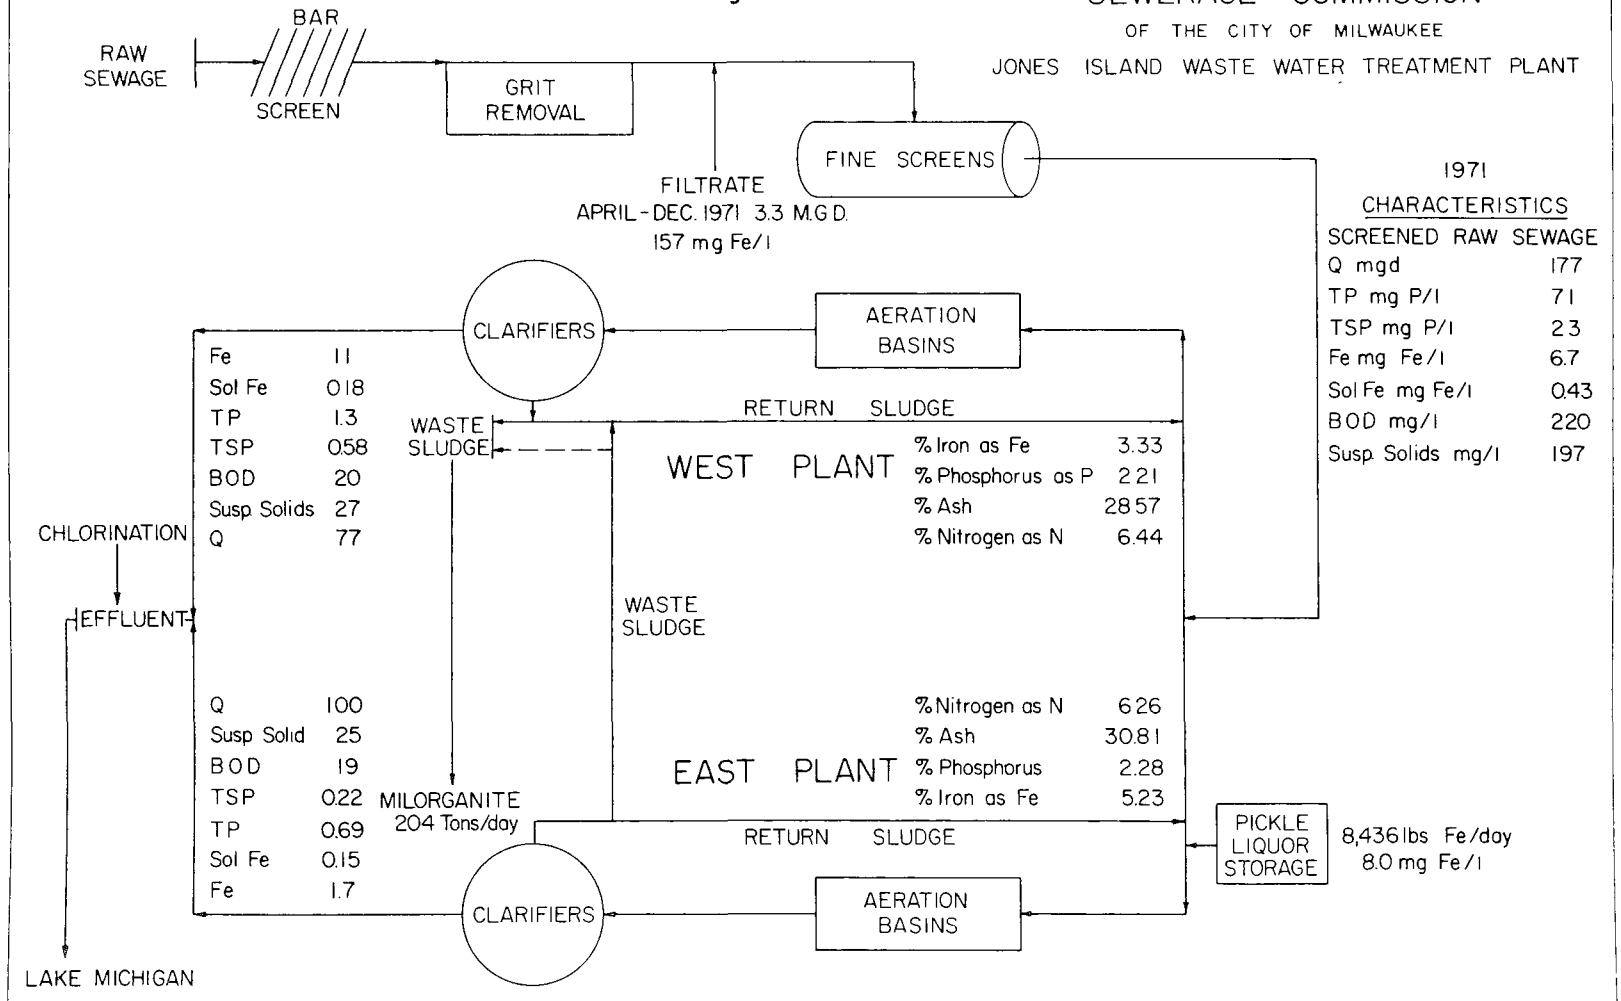 SEWERAGE COMMISSION
OF THE CITY OF MILWAUKEE
JONES ISLAND WASTE WATER TREATMENT PLANT
RAW
SEWAGE
BAR
SCREEN
GRIT
REMOVAL
FINE SCREENS
FILTRATE
APRIL-DEC. 1971 3.3 M.G.D.
157 mg Fe/l
1971
CHARACTERISTICS
SCREENED RAW SEWAGE
Q mgd 177
TP mg P/l 71
TSP mg P/l 23
Fe mg Fe/l 6.7
Sol Fe mg Fe/l 0.43
BOD mg/l 220
Susp. Solids mg/l 197
CLARIFIERS
AERATION
BASINS
Fe 11
Sol Fe 018
TP 1.3
TSP 0.58
BOD 20
Susp. Solids 27
Q 77
WASTE
SLUDGE
RETURN SLUDGE
WEST PLANT
% Iron as Fe 3.33
% Phosphorus as P 2 21
% Ash 28 57
% Nitrogen as N 6.44
CHLORINATION
EFFLUENT
WASTE
SLUDGE
Q 100
Susp Solid 25
BOD 19
TSP 0.22
TP 0.69
Sol Fe 0.15
Fe 1.7
MILORGANITE
204 Tons/day
EAST PLANT
% Nitrogen as N 6 26
% Ash 30.81
% Phosphorus 2.28
% Iron as Fe 5.23
RETURN SLUDGE
PICKLE
LIQUOR
STORAGE
8,436 lbs Fe/day
8.0 mg Fe/l
CLARIFIERS
AERATION
BASINS
LAKE MICHIGAN